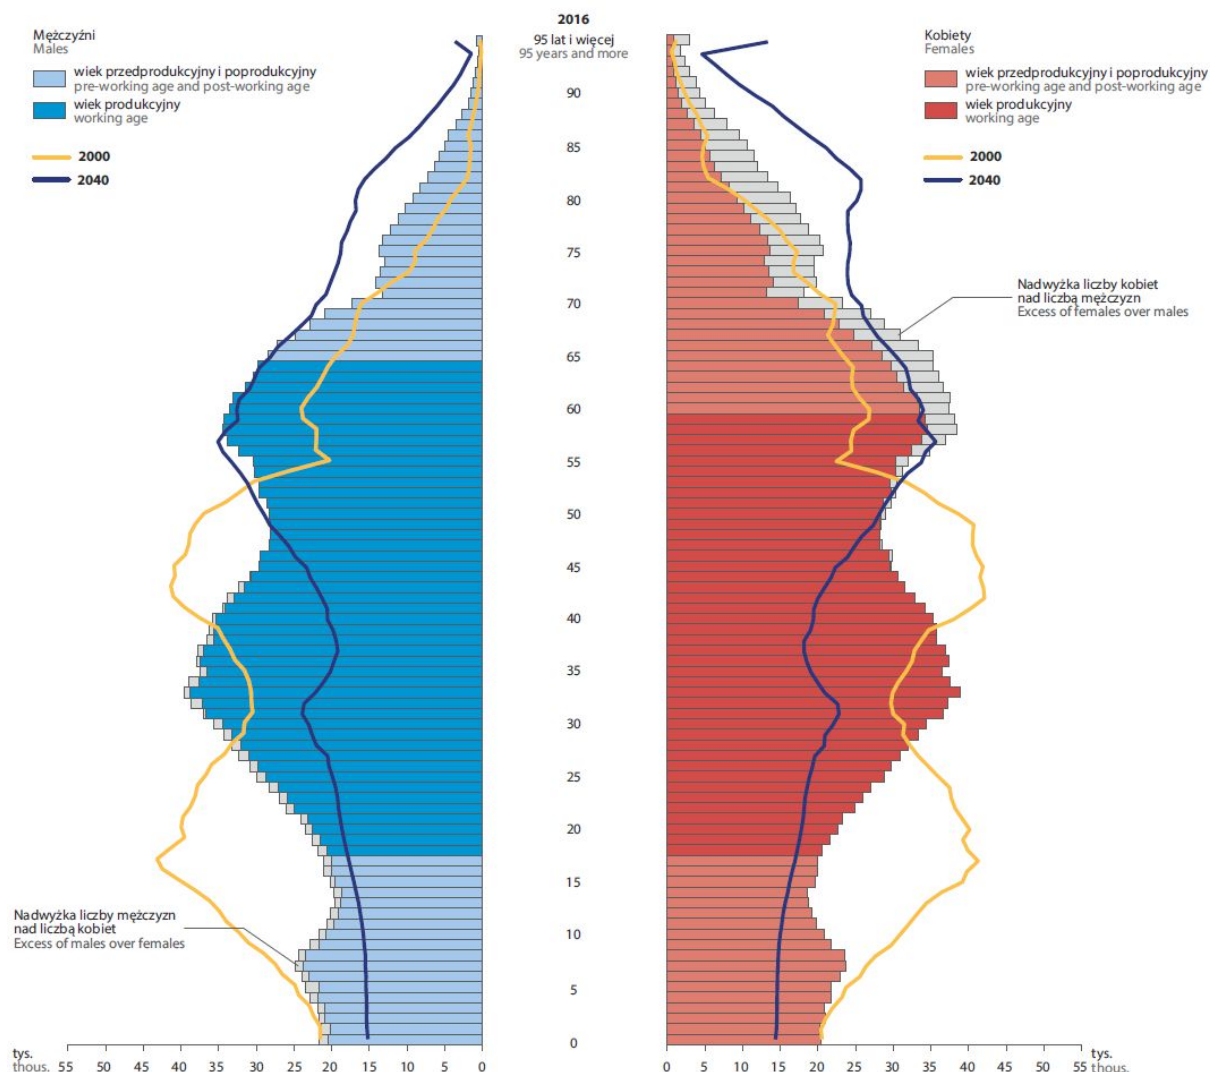 2016
Mężczyźni
Males
wiek przedprodukcyjny i poprodukcyjny
pre-working age and post-working age
wiek produkcyjny
working age
2000
2040
95 lat i więcej
95 years and more
90
85
80
75
70
65
60
55
50
45
40
35
30
25
20
15
10
5
0
Kobiety
Females
wiek przedprodukcyjny i poprodukcyjny
pre-working age and post-working age
wiek produkcyjny
working age
2000
2040
Nadwyżka liczby kobiet
nad liczbą mężczyzn
Excess of females over males
Nadwyżka liczby mężczyzn
nad liczbą kobiet
Excess of males over females
tys.
thous. 55 50 45 40 35 30 25 20 15 10 5 0
0 5 10 15 20 25 30 35 40 45 50 55 tys.
thous.